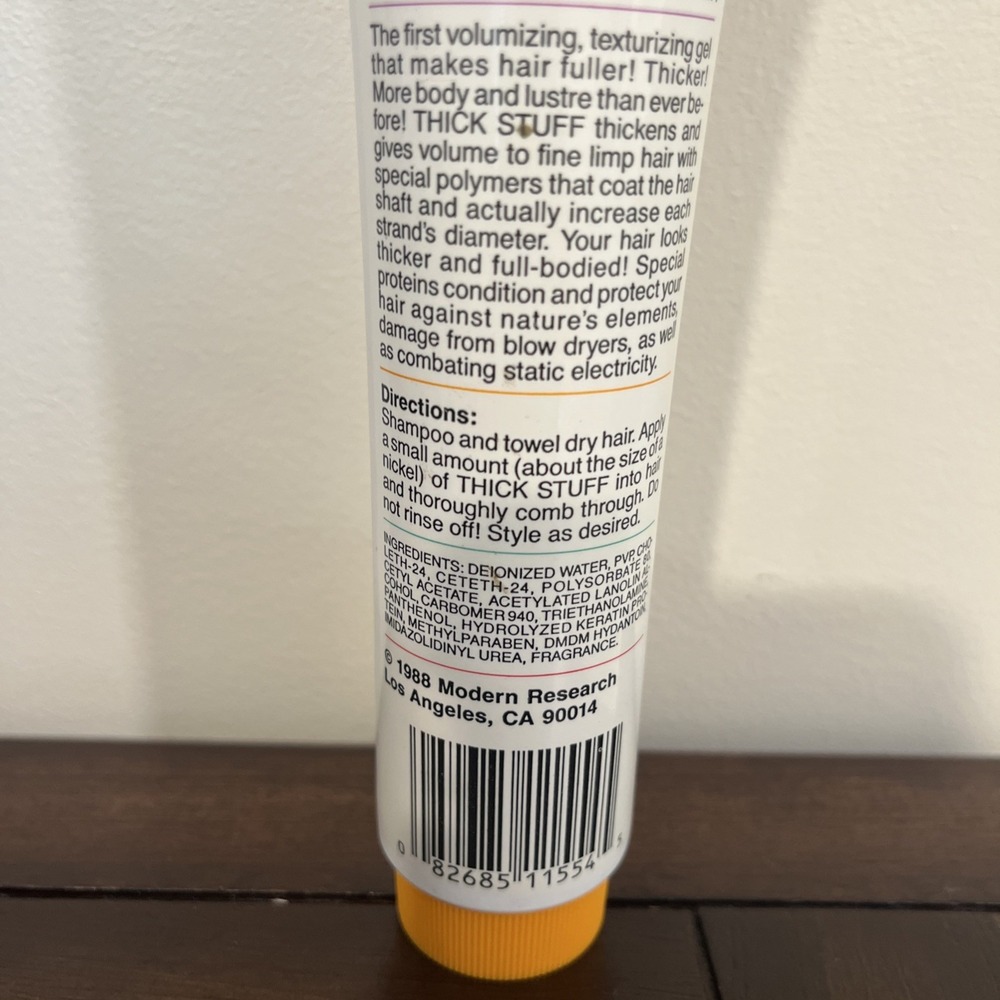 The first volumizing, texturizing gel
that makes hair fuller! Thicker!
More body and lustre than ever be-
fore! THICK STUFF thickens and
gives volume to fine limp hair with
special polymers that coat the hair
shaft and actually increase each
strand's diameter. Your hair looks
thicker and full-bodied! Special
proteins condition and protect your
hair against nature's elements,
damage from blow dryers, as well
as combating static electricity.
Directions:
Shampoo and towel dry hair. Apply
a small amount (about the size of a
nickel) of THICK STUFF into hair
and thoroughly comb through. Do
not rinse off! Style as desired.
INGREDIENTS: DEIONIZED WATER, PVP, CHO-
LETH-24, CETETH-24, POLYSORBATE 80,
CETYL ACETATE, ACETYLATED LANOLIN AL-
COHOL, CARBOMER 940, TRIETHANOLAMINE,
PANTHENOL, HYDROLYZED KERATIN PRO-
TEIN, METHYLPARABEN, DMDM HYDANTOIN,
IMIDAZOLIDINYL UREA, FRAGRANCE.
© 1988 Modern Research
Los Angeles, CA 90014
0 82685 11554 5